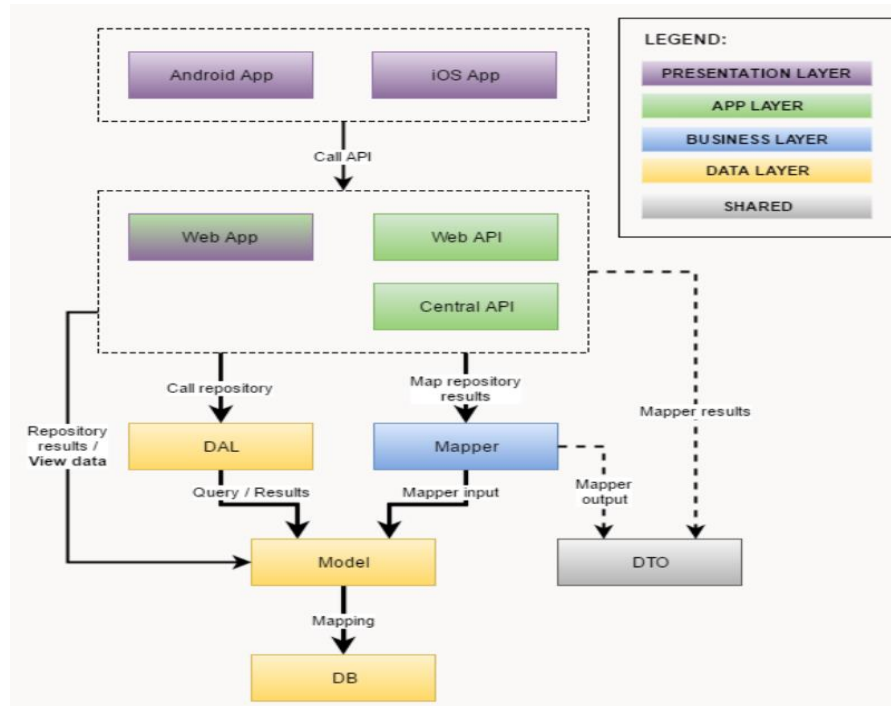 Android App
iOS App
LEGEND:
PRESENTATION LAYER
APP LAYER
BUSINESS LAYER
DATA LAYER
SHARED
Call API
Web App
Web API
Central API
Call repository
Map repository
results
Mapper results
Repository
results /
View data
DAL
Mapper
Query / Results
Mapper input
Mapper
output
Model
DTO
Mapping
DB